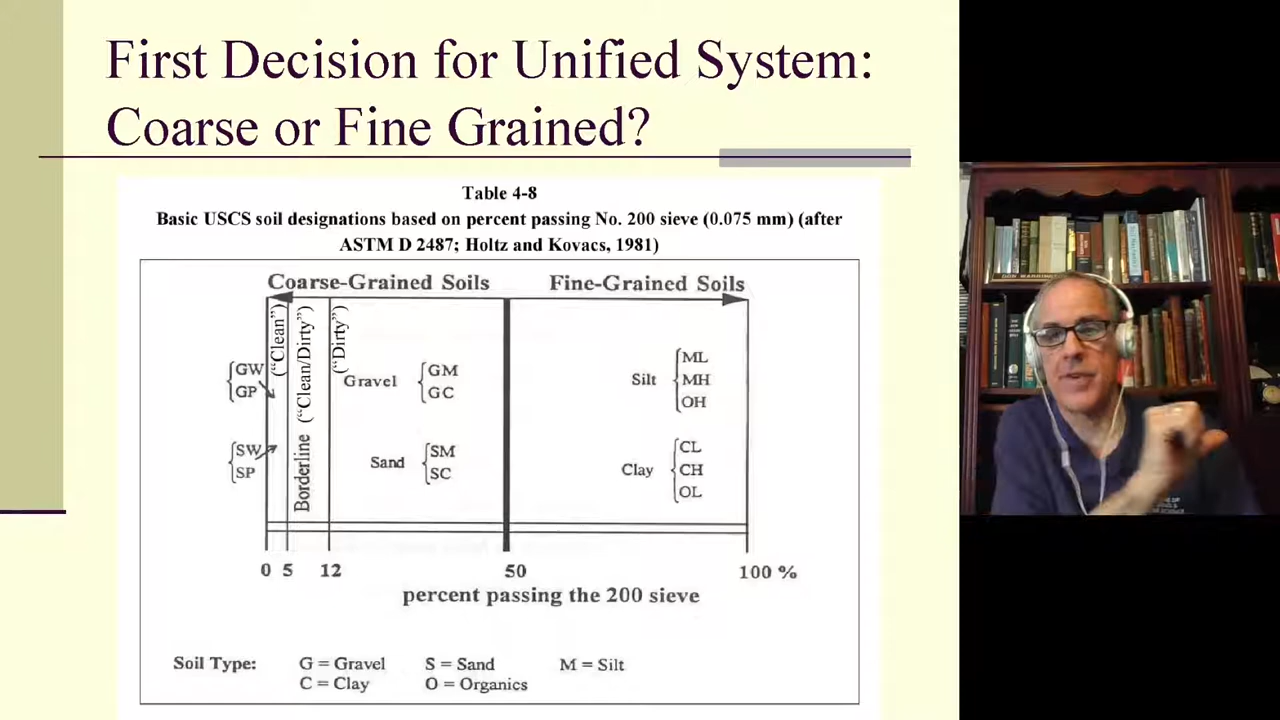 First Decision for Unified System:
Coarse or Fine Grained?
Table 4-8
Basic USCS soil designations based on percent passing No. 200 sieve (0.075 mm) (after
ASTM D 2487; Holtz and Kovacs, 1981)
Coarse-Grained Soils
Fine-Grained Soils
("Clean")
Borderline ("Clean/Dirty")
("Dirty")
GW
GP
SW
SP
Gravel
GM
GC
Sand
SM
SC
Silt
ML
MH
OH
Clay
CL
CH
OL
0 5 12 50 100 %
percent passing the 200 sieve
Soil Type: G = Gravel S = Sand M = Silt
C = Clay O = Organics